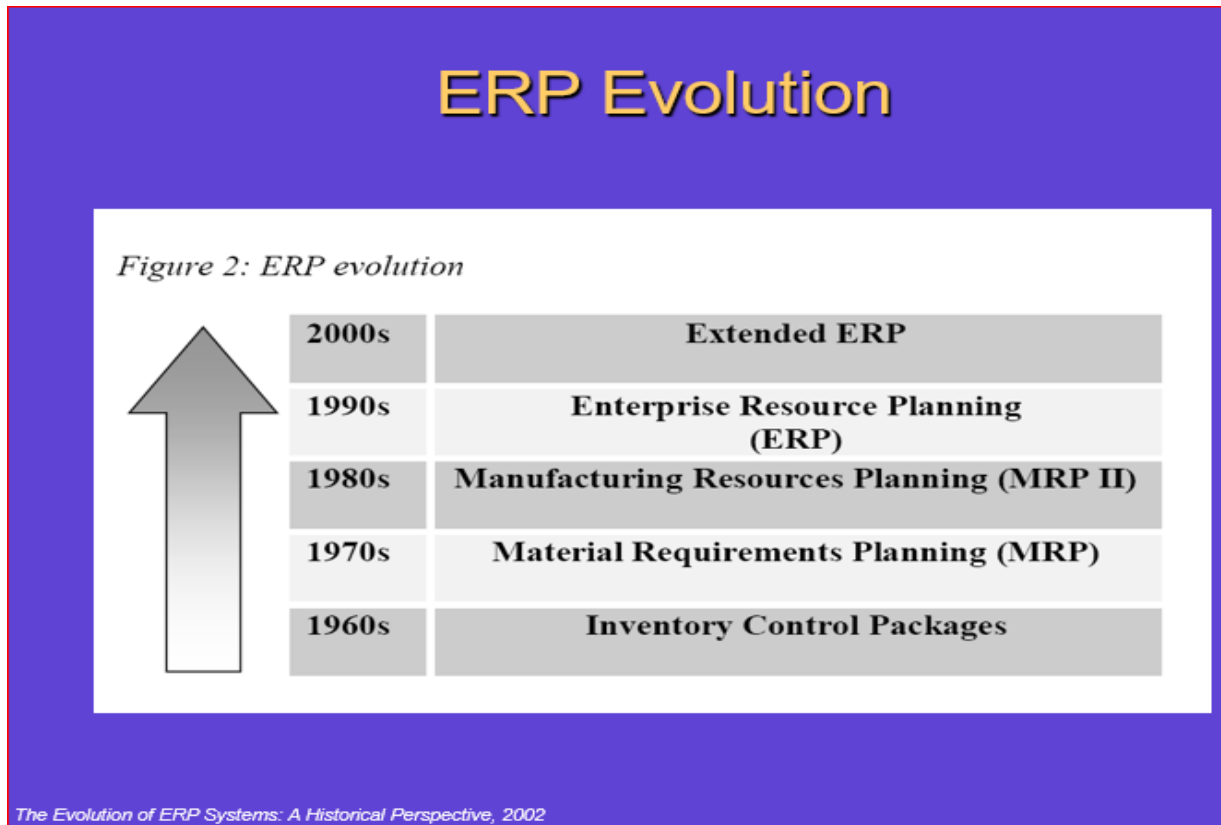 ERP Evolution
Figure 2: ERP evolution
2000s Extended ERP
1990s Enterprise Resource Planning
(ERP)
1980s Manufacturing Resources Planning (MRP II)
1970s Material Requirements Planning (MRP)
1960s Inventory Control Packages
The Evolution of ERP Systems: A Historical Perspective, 2002